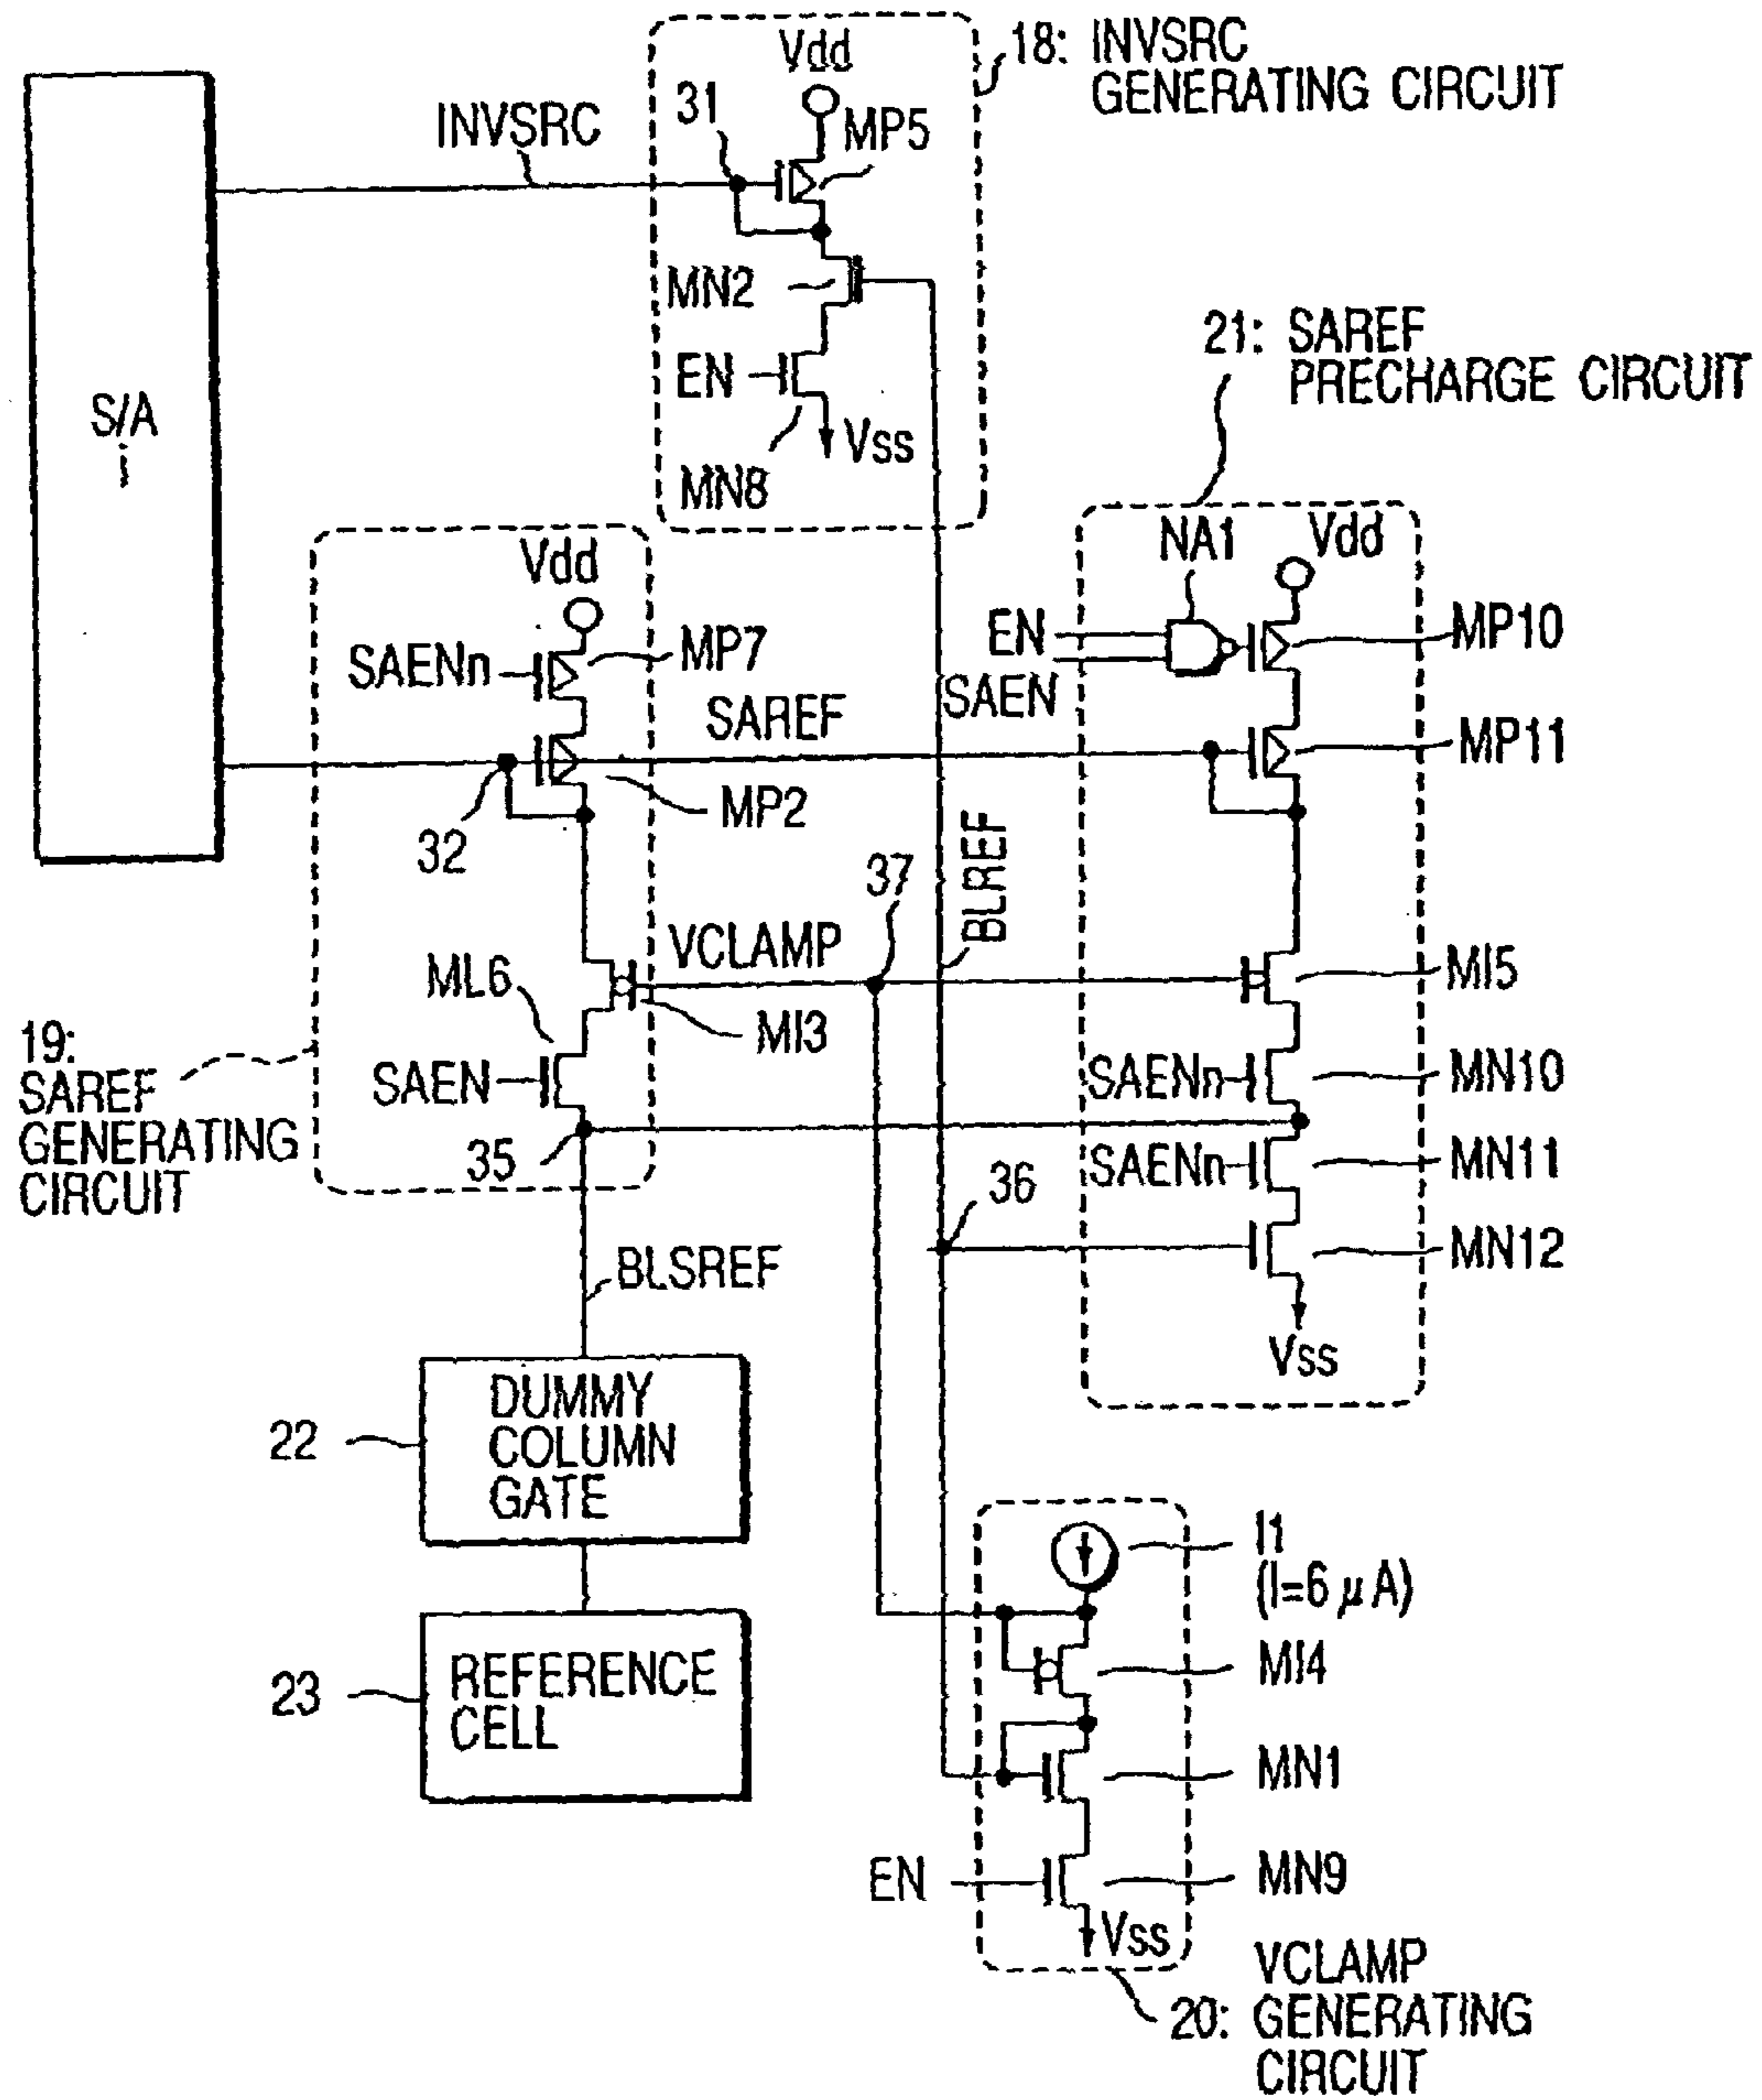 Vdd
18: INVSRC
GENERATING CIRCUIT
31
INVSRC
MP5
MN2
21: SAREF
PRECHARGE CIRCUIT
EN
S/A
i
Vss
MN8
NA1
Vdd
Vdd
EN
MP10
SAENn
MP7
SAEN
SAREF
MP11
MP2
32
BLREF
37
VCLAMP
ML6
MI5
MI3
19:
SAREF
GENERATING
CIRCUIT
SAEN
SAENn
MN10
35
SAENn
MN11
36
MN12
BLSREF
Vss
DUMMY
COLUMN
GATE
22
I1
(I=6 μA)
REFERENCE
CELL
23
MI4
MN1
EN
MN9
Vss
20: VCLAMP
GENERATING
CIRCUIT